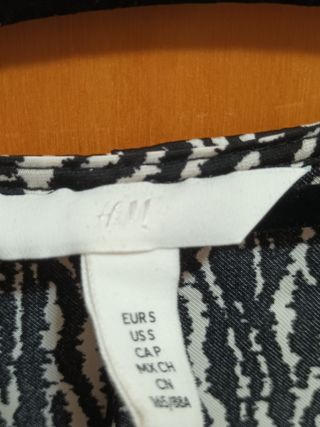 H&M
EUR S
US S
CA P
MX CH
CN
165/88A